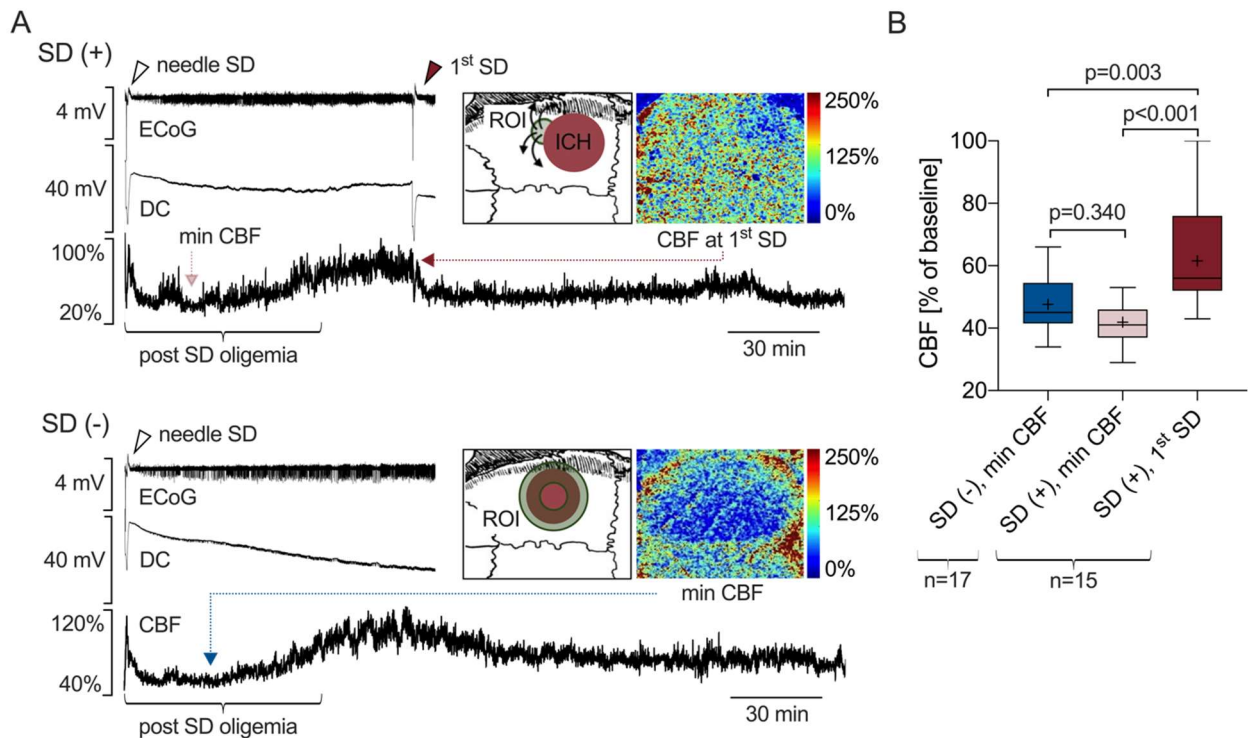 A
SD (+)
needle SD
1st SD
4 mV
ECoG
40 mV
DC
ROI
ICH
250%
125%
0%
min CBF
CBF at 1st SD
100%
20%
post SD oligemia
30 min
SD (-)
needle SD
4 mV
ECoG
40 mV
DC
ROI
250%
125%
0%
min CBF
120%
CBF
40%
post SD oligemia
30 min
B
p=0.003
p<0.001
p=0.340
CBF [% of baseline]
100
80
60
40
20
SD (-), min CBF
SD (+), min CBF
SD (+), 1st SD
n=17
n=15